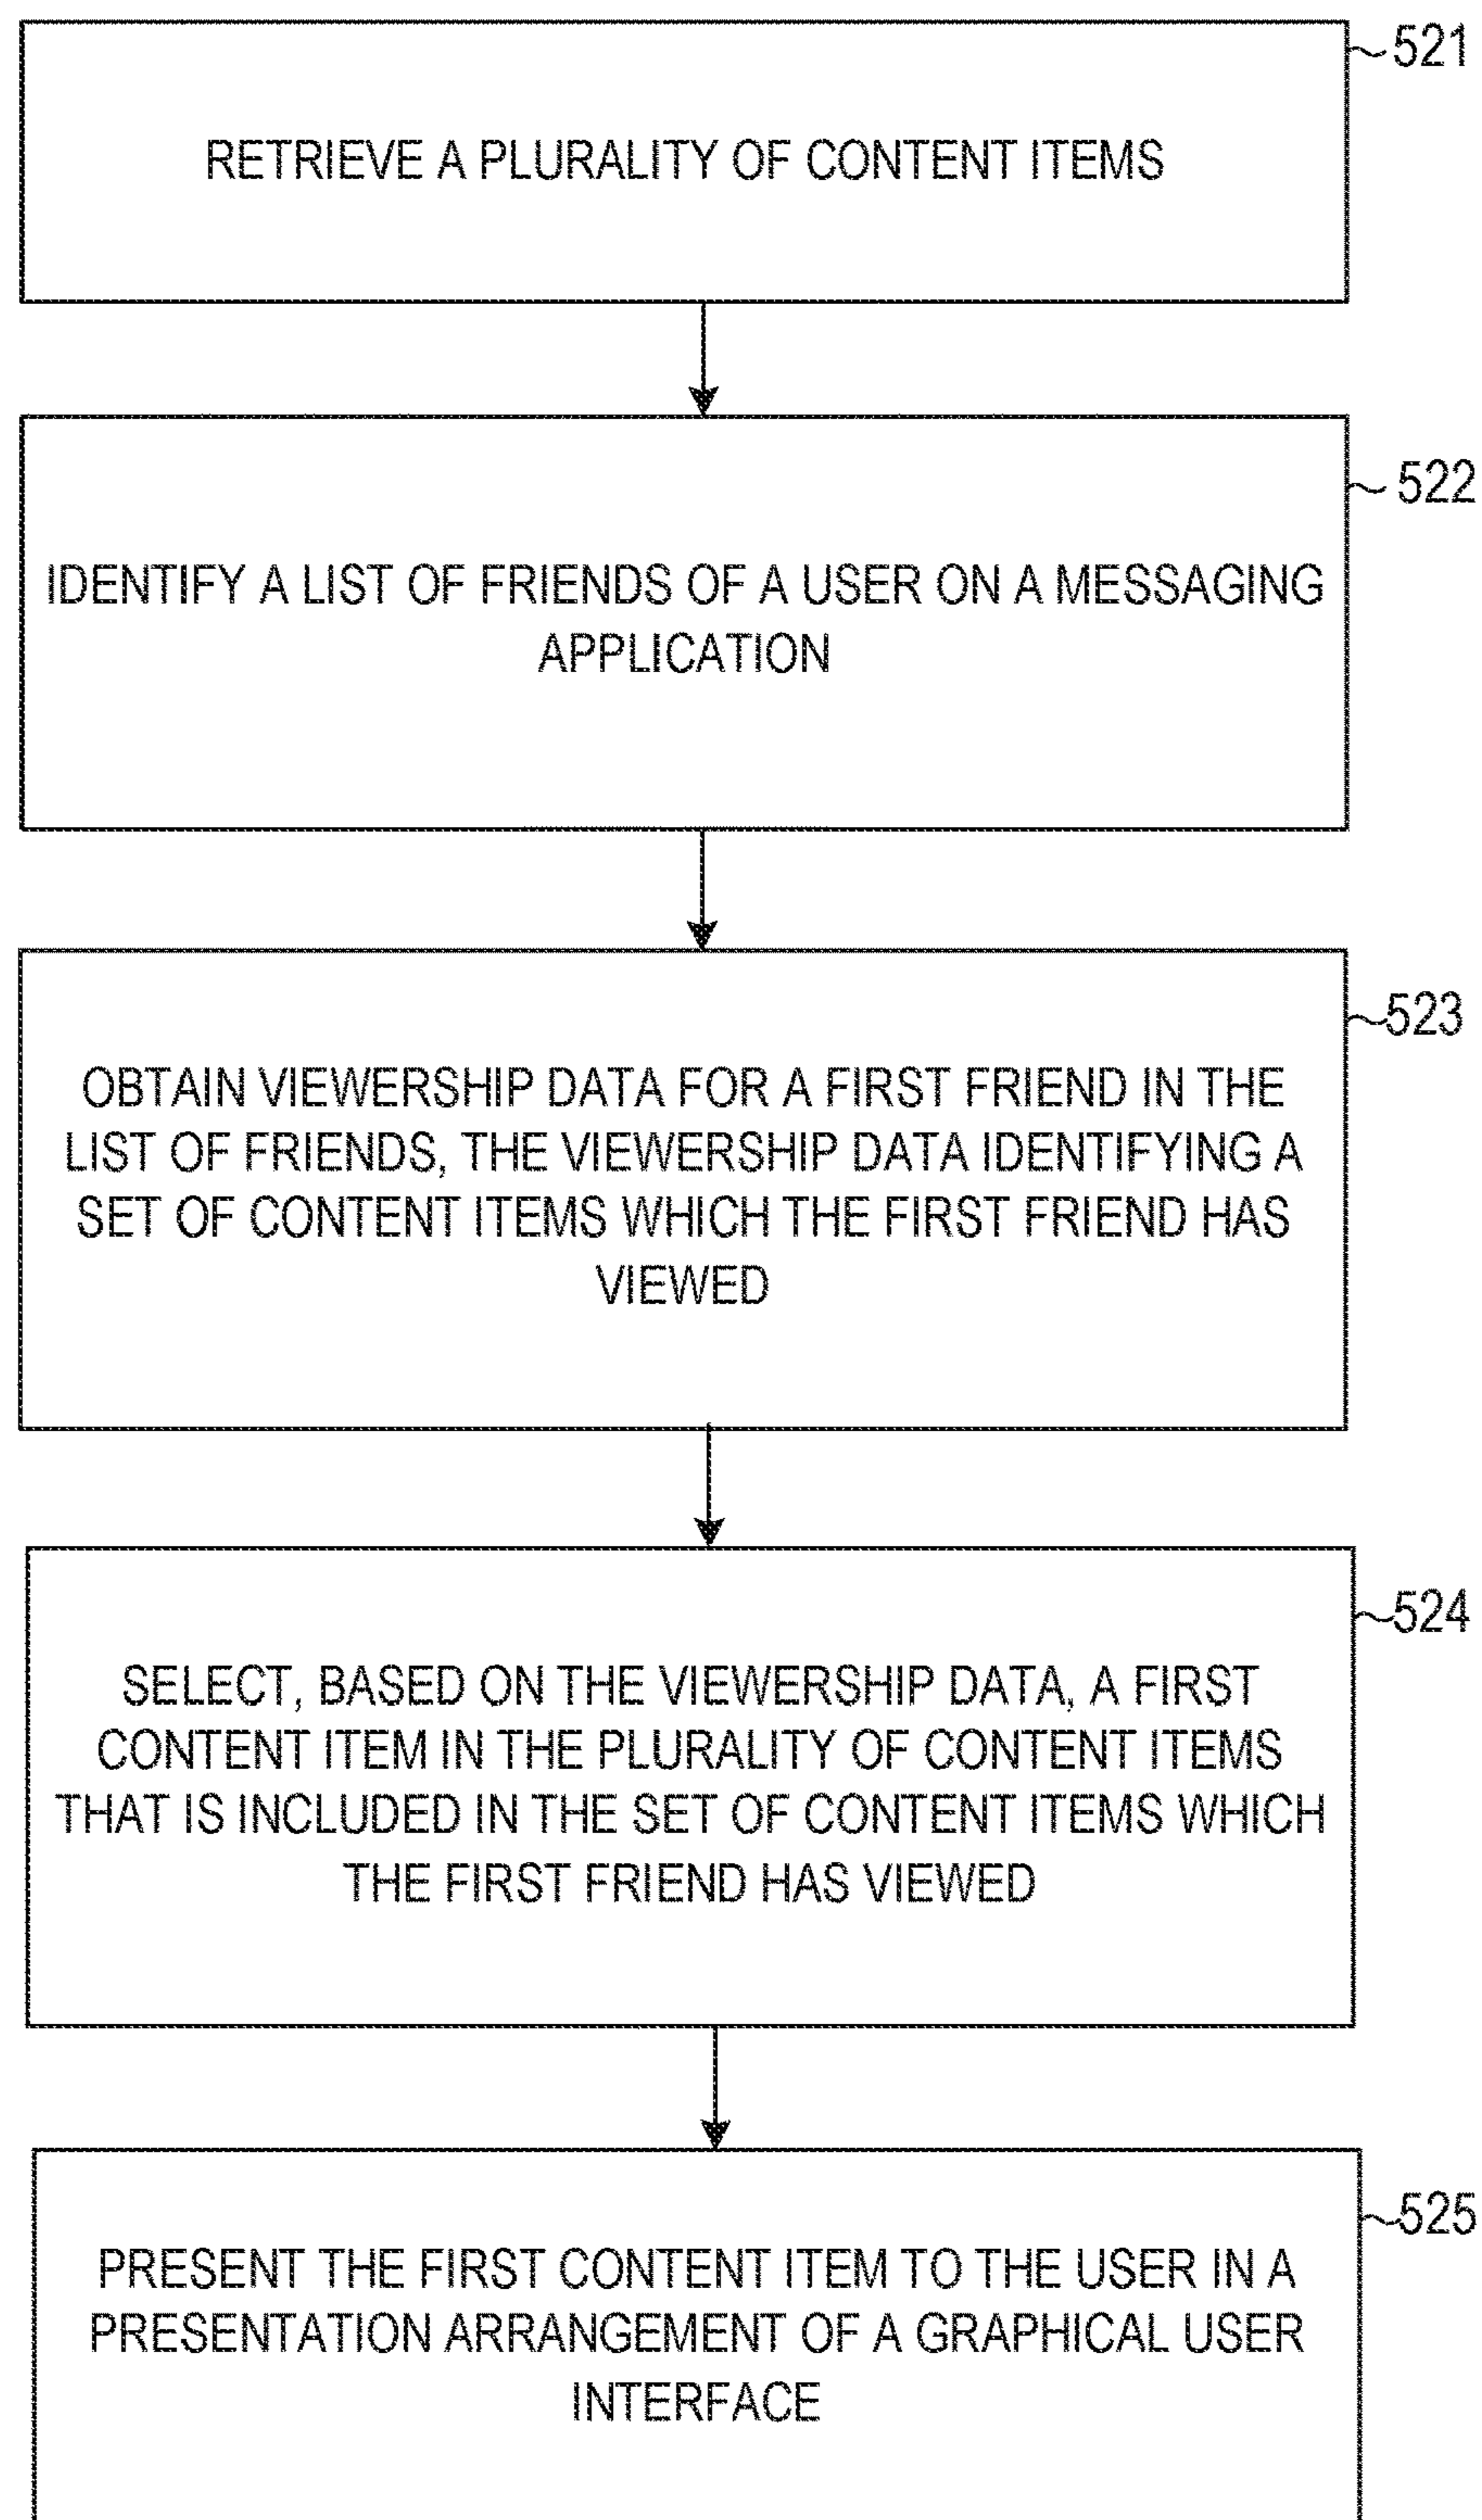 521
RETRIEVE A PLURALITY OF CONTENT ITEMS
522
IDENTIFY A LIST OF FRIENDS OF A USER ON A MESSAGING
APPLICATION
523
OBTAIN VIEWERSHIP DATA FOR A FIRST FRIEND IN THE
LIST OF FRIENDS, THE VIEWERSHIP DATA IDENTIFYING A
SET OF CONTENT ITEMS WHICH THE FIRST FRIEND HAS
VIEWED
524
SELECT, BASED ON THE VIEWERSHIP DATA, A FIRST
CONTENT ITEM IN THE PLURALITY OF CONTENT ITEMS
THAT IS INCLUDED IN THE SET OF CONTENT ITEMS WHICH
THE FIRST FRIEND HAS VIEWED
525
PRESENT THE FIRST CONTENT ITEM TO THE USER IN A
PRESENTATION ARRANGEMENT OF A GRAPHICAL USER
INTERFACE